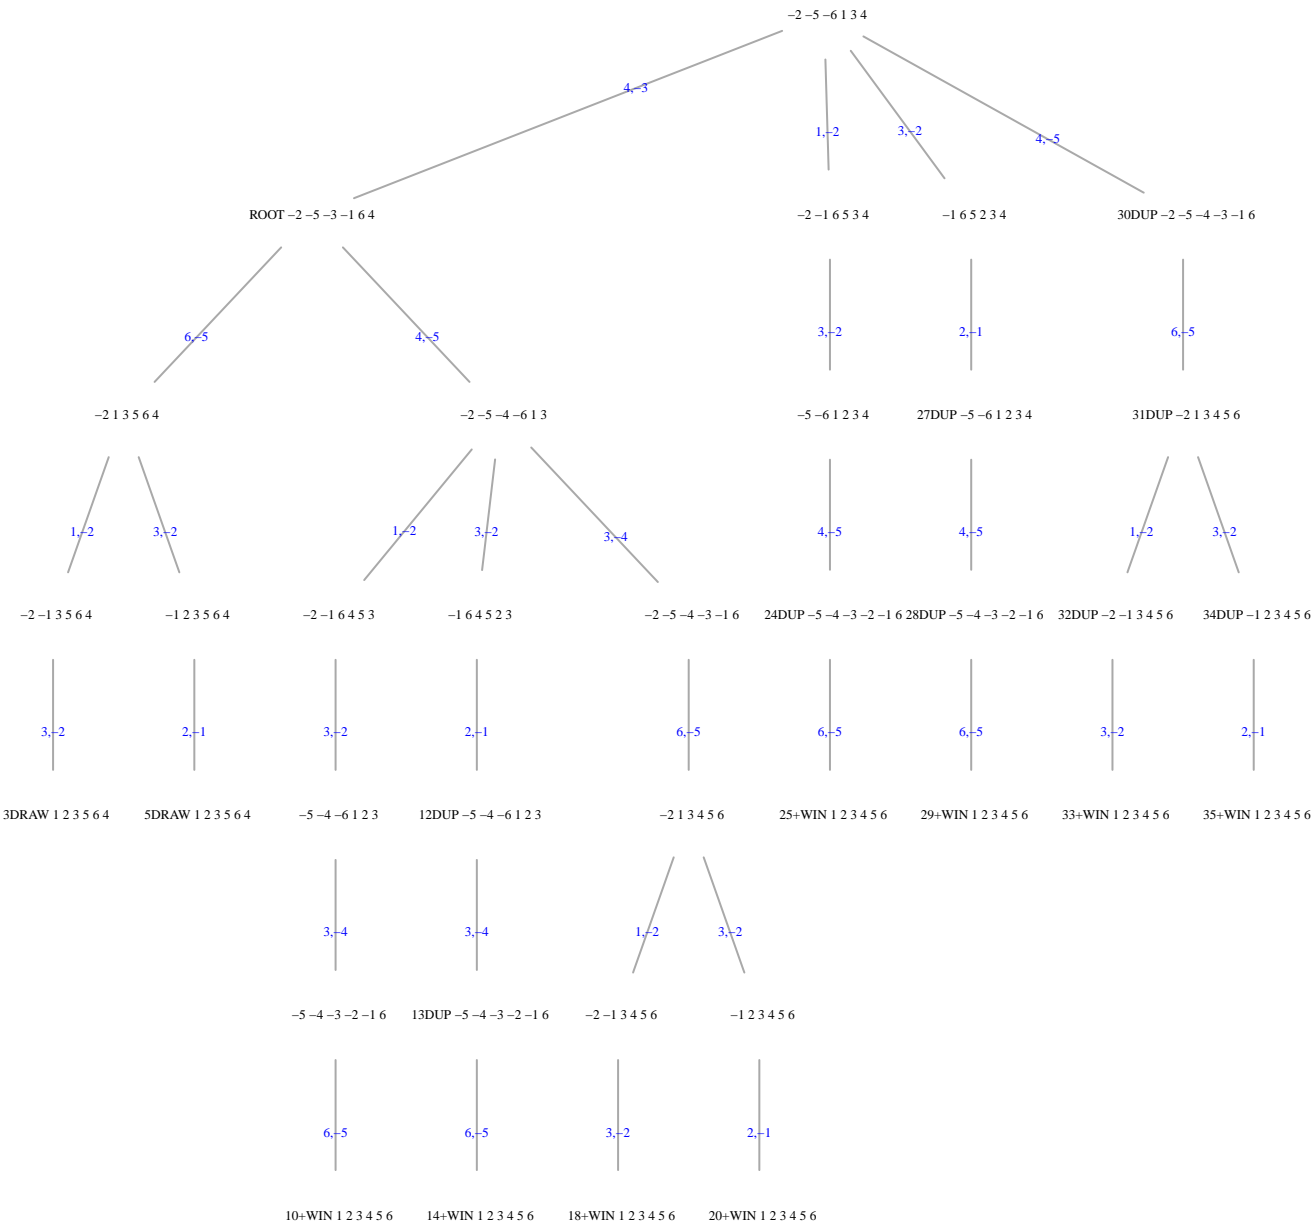 −2 −5 −6 1 3 4
4,−3
1,−2
3,−2
4,−5
ROOT −2 −5 −3 −1 6 4
−2 −1 6 5 3 4
−1 6 5 2 3 4
30DUP −2 −5 −4 −3 −1 6
6,−5
4,−5
3,−2
2,−1
6,−5
−2 1 3 5 6 4
−2 −5 −4 −6 1 3
−5 −6 1 2 3 4
27DUP −5 −6 1 2 3 4
31DUP −2 1 3 4 5 6
1,−2
3,−2
1,−2
3,−2
3,−4
4,−5
4,−5
1,−2
3,−2
−2 −1 3 5 6 4
−1 2 3 5 6 4
−2 −1 6 4 5 3
−1 6 4 5 2 3
−2 −5 −4 −3 −1 6
24DUP −5 −4 −3 −2 −1 6
28DUP −5 −4 −3 −2 −1 6
32DUP −2 −1 3 4 5 6
34DUP −1 2 3 4 5 6
3,−2
2,−1
3,−2
2,−1
6,−5
6,−5
6,−5
3,−2
2,−1
3DRAW 1 2 3 5 6 4
5DRAW 1 2 3 5 6 4
−5 −4 −6 1 2 3
12DUP −5 −4 −6 1 2 3
−2 1 3 4 5 6
25+WIN 1 2 3 4 5 6
29+WIN 1 2 3 4 5 6
33+WIN 1 2 3 4 5 6
35+WIN 1 2 3 4 5 6
3,−4
3,−4
1,−2
3,−2
−5 −4 −3 −2 −1 6
13DUP −5 −4 −3 −2 −1 6
−2 −1 3 4 5 6
−1 2 3 4 5 6
6,−5
6,−5
3,−2
2,−1
10+WIN 1 2 3 4 5 6
14+WIN 1 2 3 4 5 6
18+WIN 1 2 3 4 5 6
20+WIN 1 2 3 4 5 6